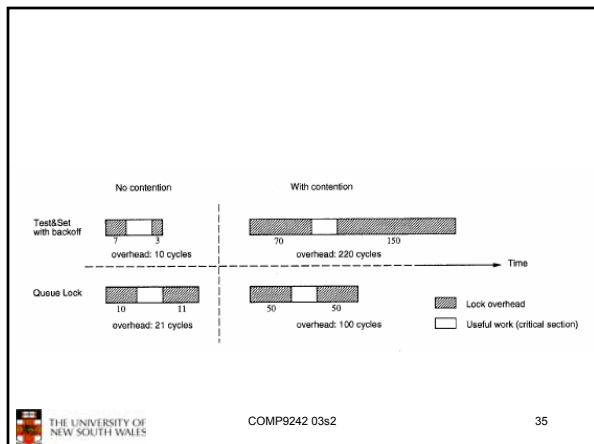 No contention
With contention
Test&Set
with backoff
7
3
70
150
overhead: 10 cycles
overhead: 220 cycles
Time
Queue Lock
10
11
50
50
overhead: 21 cycles
overhead: 100 cycles
Lock overhead
Useful work (critical section)
THE UNIVERSITY OF
NEW SOUTH WALES
COMP9242 03s2
35